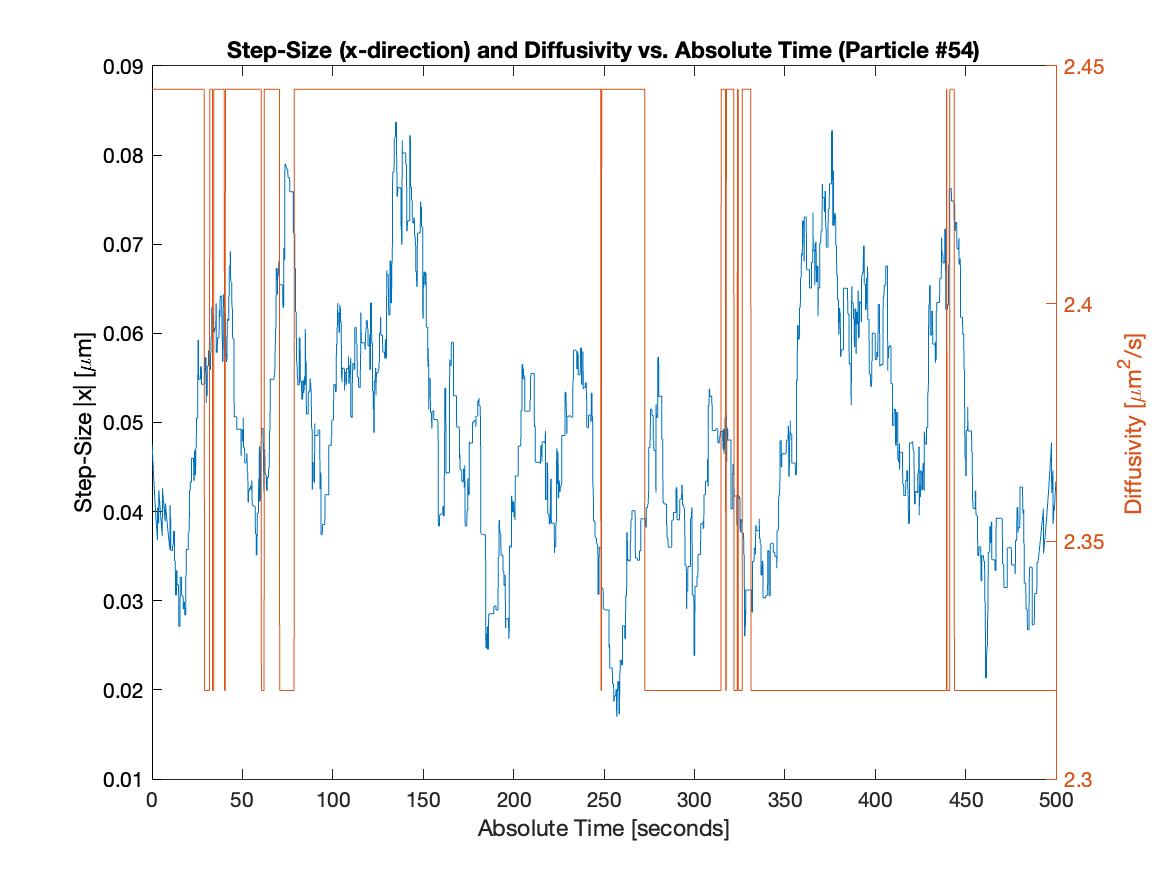 Step-Size (x-direction) and Diffusivity vs. Absolute Time (Particle #54)
0.09
0.08
0.07
0.06
0.05
0.04
0.03
0.02
0.01
Step-Size |x| [μm]
2.45
2.4
2.35
2.3
Diffusivity [μm²/s]
0 50 100 150 200 250 300 350 400 450 500
Absolute Time [seconds]